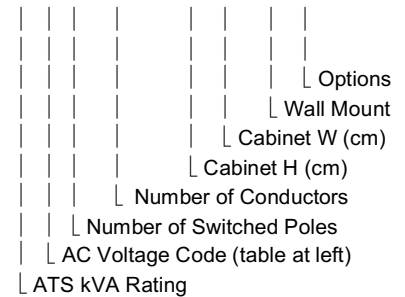 Options
Wall Mount
Cabinet W (cm)
Cabinet H (cm)
Number of Conductors
Number of Switched Poles
AC Voltage Code (table at left)
ATS kVA Rating